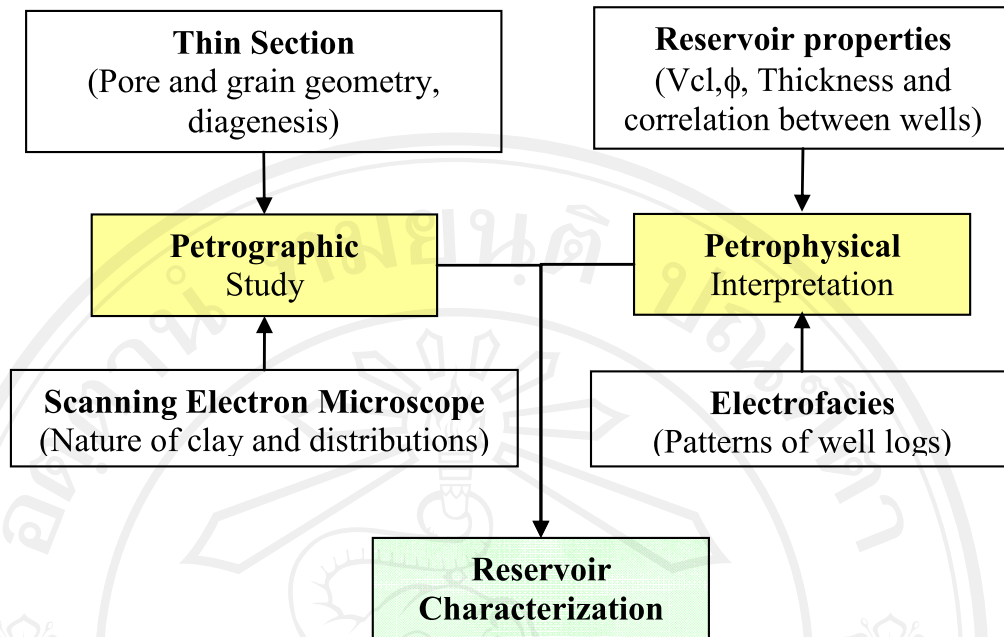 Thin Section
(Pore and grain geometry,
diagenesis)
Reservoir properties
(Vcl,ϕ, Thickness and
correlation between wells)
Petrographic
Study
Petrophysical
Interpretation
Scanning Electron Microscope
(Nature of clay and distributions)
Electrofacies
(Patterns of well logs)
Reservoir
Characterization